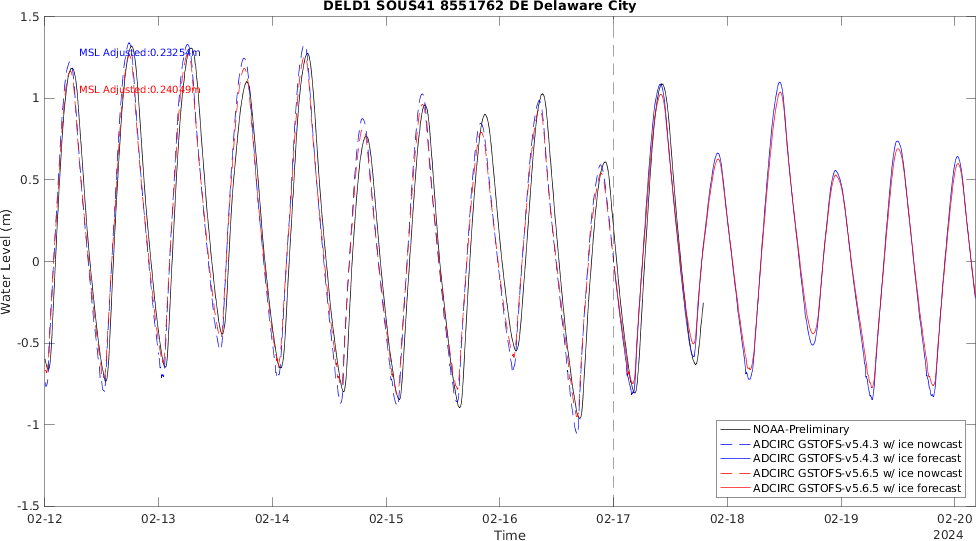 DELD1 SOUS41 8551762 DE Delaware City
1.5
1
0.5
0
-0.5
-1
-1.5
Water Level (m)
MSL Adjusted:0.23254m
MSL Adjusted:0.24049m
NOAA-Preliminary
ADCIRC GSTOFS-v5.4.3 w/ ice nowcast
ADCIRC GSTOFS-v5.4.3 w/ ice forecast
ADCIRC GSTOFS-v5.6.5 w/ ice nowcast
ADCIRC GSTOFS-v5.6.5 w/ ice forecast
02-12 02-13 02-14 02-15 02-16 02-17 02-18 02-19 02-20
Time
2024